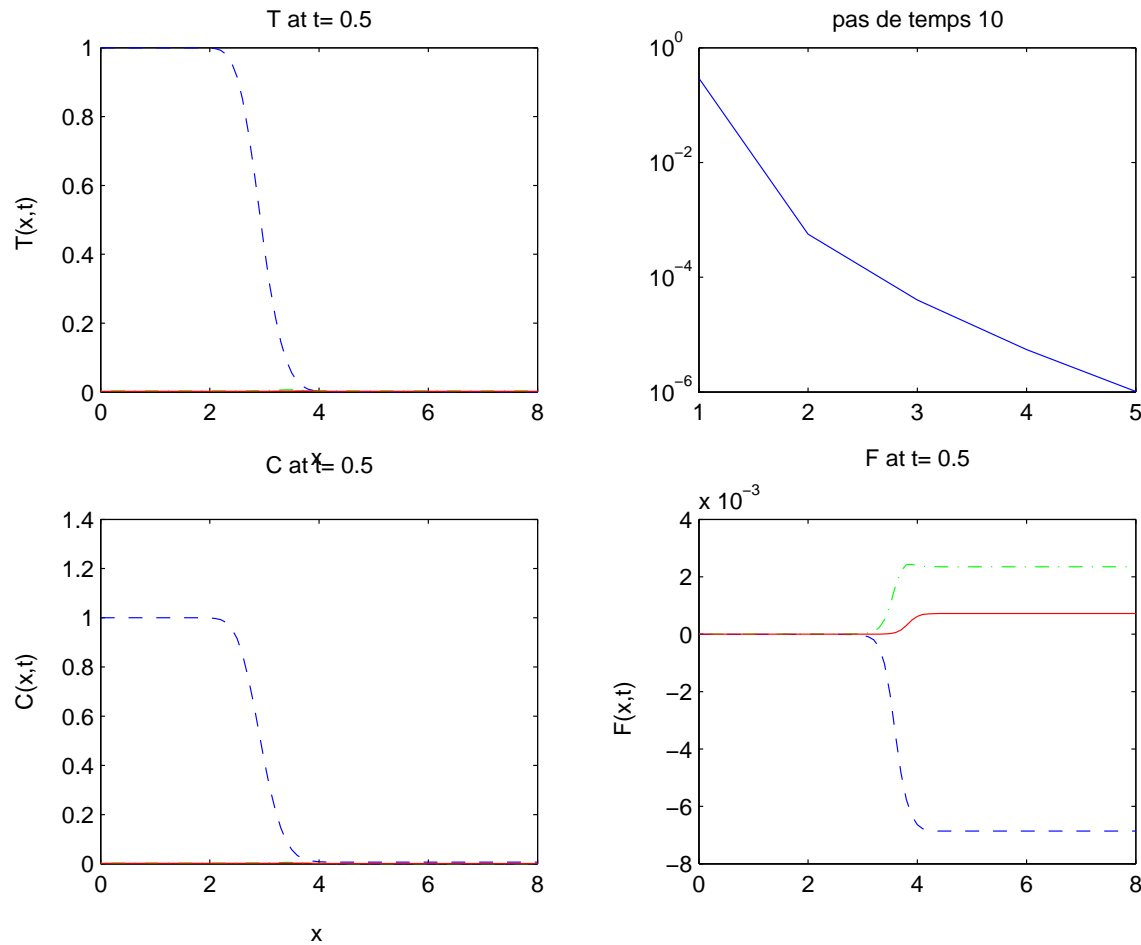 T at t= 0.5
1
0.8
0.6
0.4
0.2
0
T(x,t)
0 2 4 6 8
x
pas de temps 10
10^0
10^−2
10^−4
10^−6
1 2 3 4 5
C at t= 0.5
1.4
1.2
1
0.8
0.6
0.4
0.2
0
C(x,t)
0 2 4 6 8
x
F at t= 0.5
x 10^−3
4
2
0
−2
−4
−6
−8
F(x,t)
0 2 4 6 8